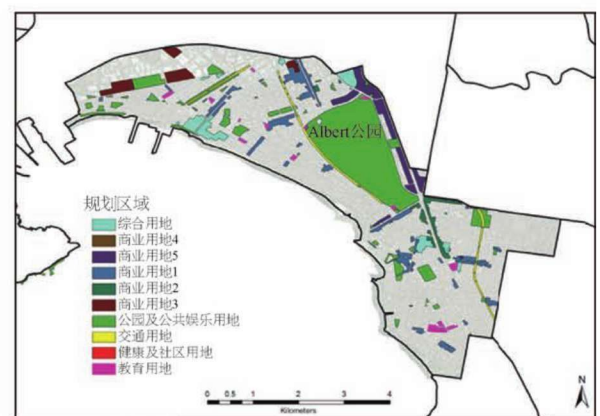 Albert公园
规划区域
综合用地
商业用地4
商业用地5
商业用地1
商业用地2
商业用地3
公园及公共娱乐用地
交通用地
健康及社区用地
教育用地
N
0 0.5 1 2 3 4
Kilometers